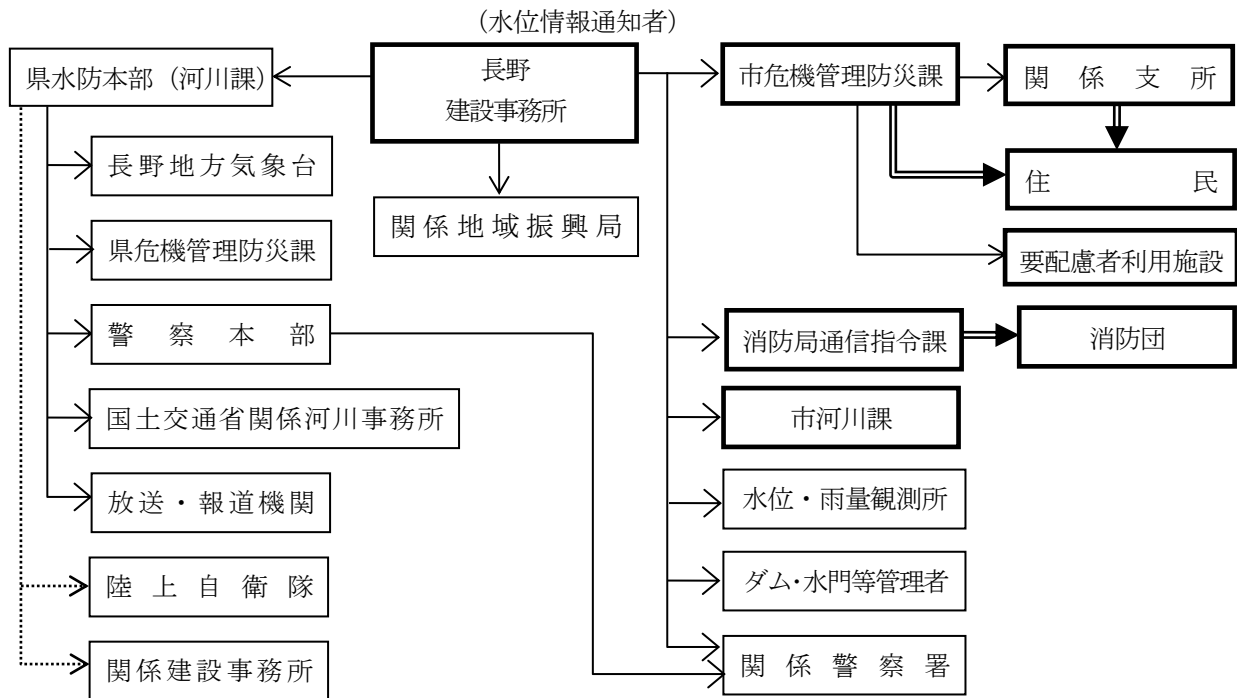 (水位情報通知者)
県水防本部(河川課)
長野
建設事務所
市危機管理防災課
関係支所
長野地方気象台
住民
関係地域振興局
県危機管理防災課
要配慮者利用施設
警察本部
消防局通信指令課
消防団
国土交通省関係河川事務所
市河川課
放送・報道機関
水位・雨量観測所
陸上自衛隊
ダム・水門等管理者
関係建設事務所
関係警察署